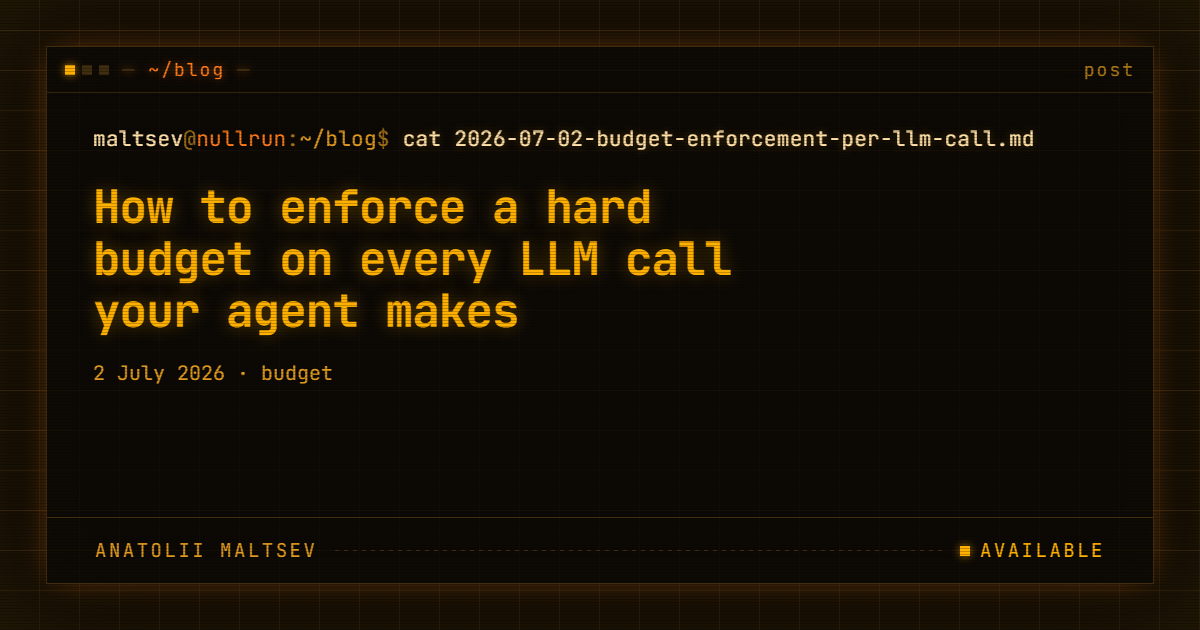 — ~/blog —
post
maltsev@nullrun:~/blog$ cat 2026-07-02-budget-enforcement-per-llm-call.md
How to enforce a hard
budget on every LLM call
your agent makes
2 July 2026 · budget
ANATOLII MALTSEV
AVAILABLE